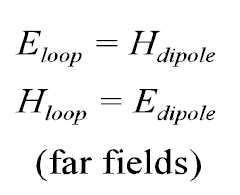 E_loop = H_dipole
H_loop = E_dipole
(far fields)